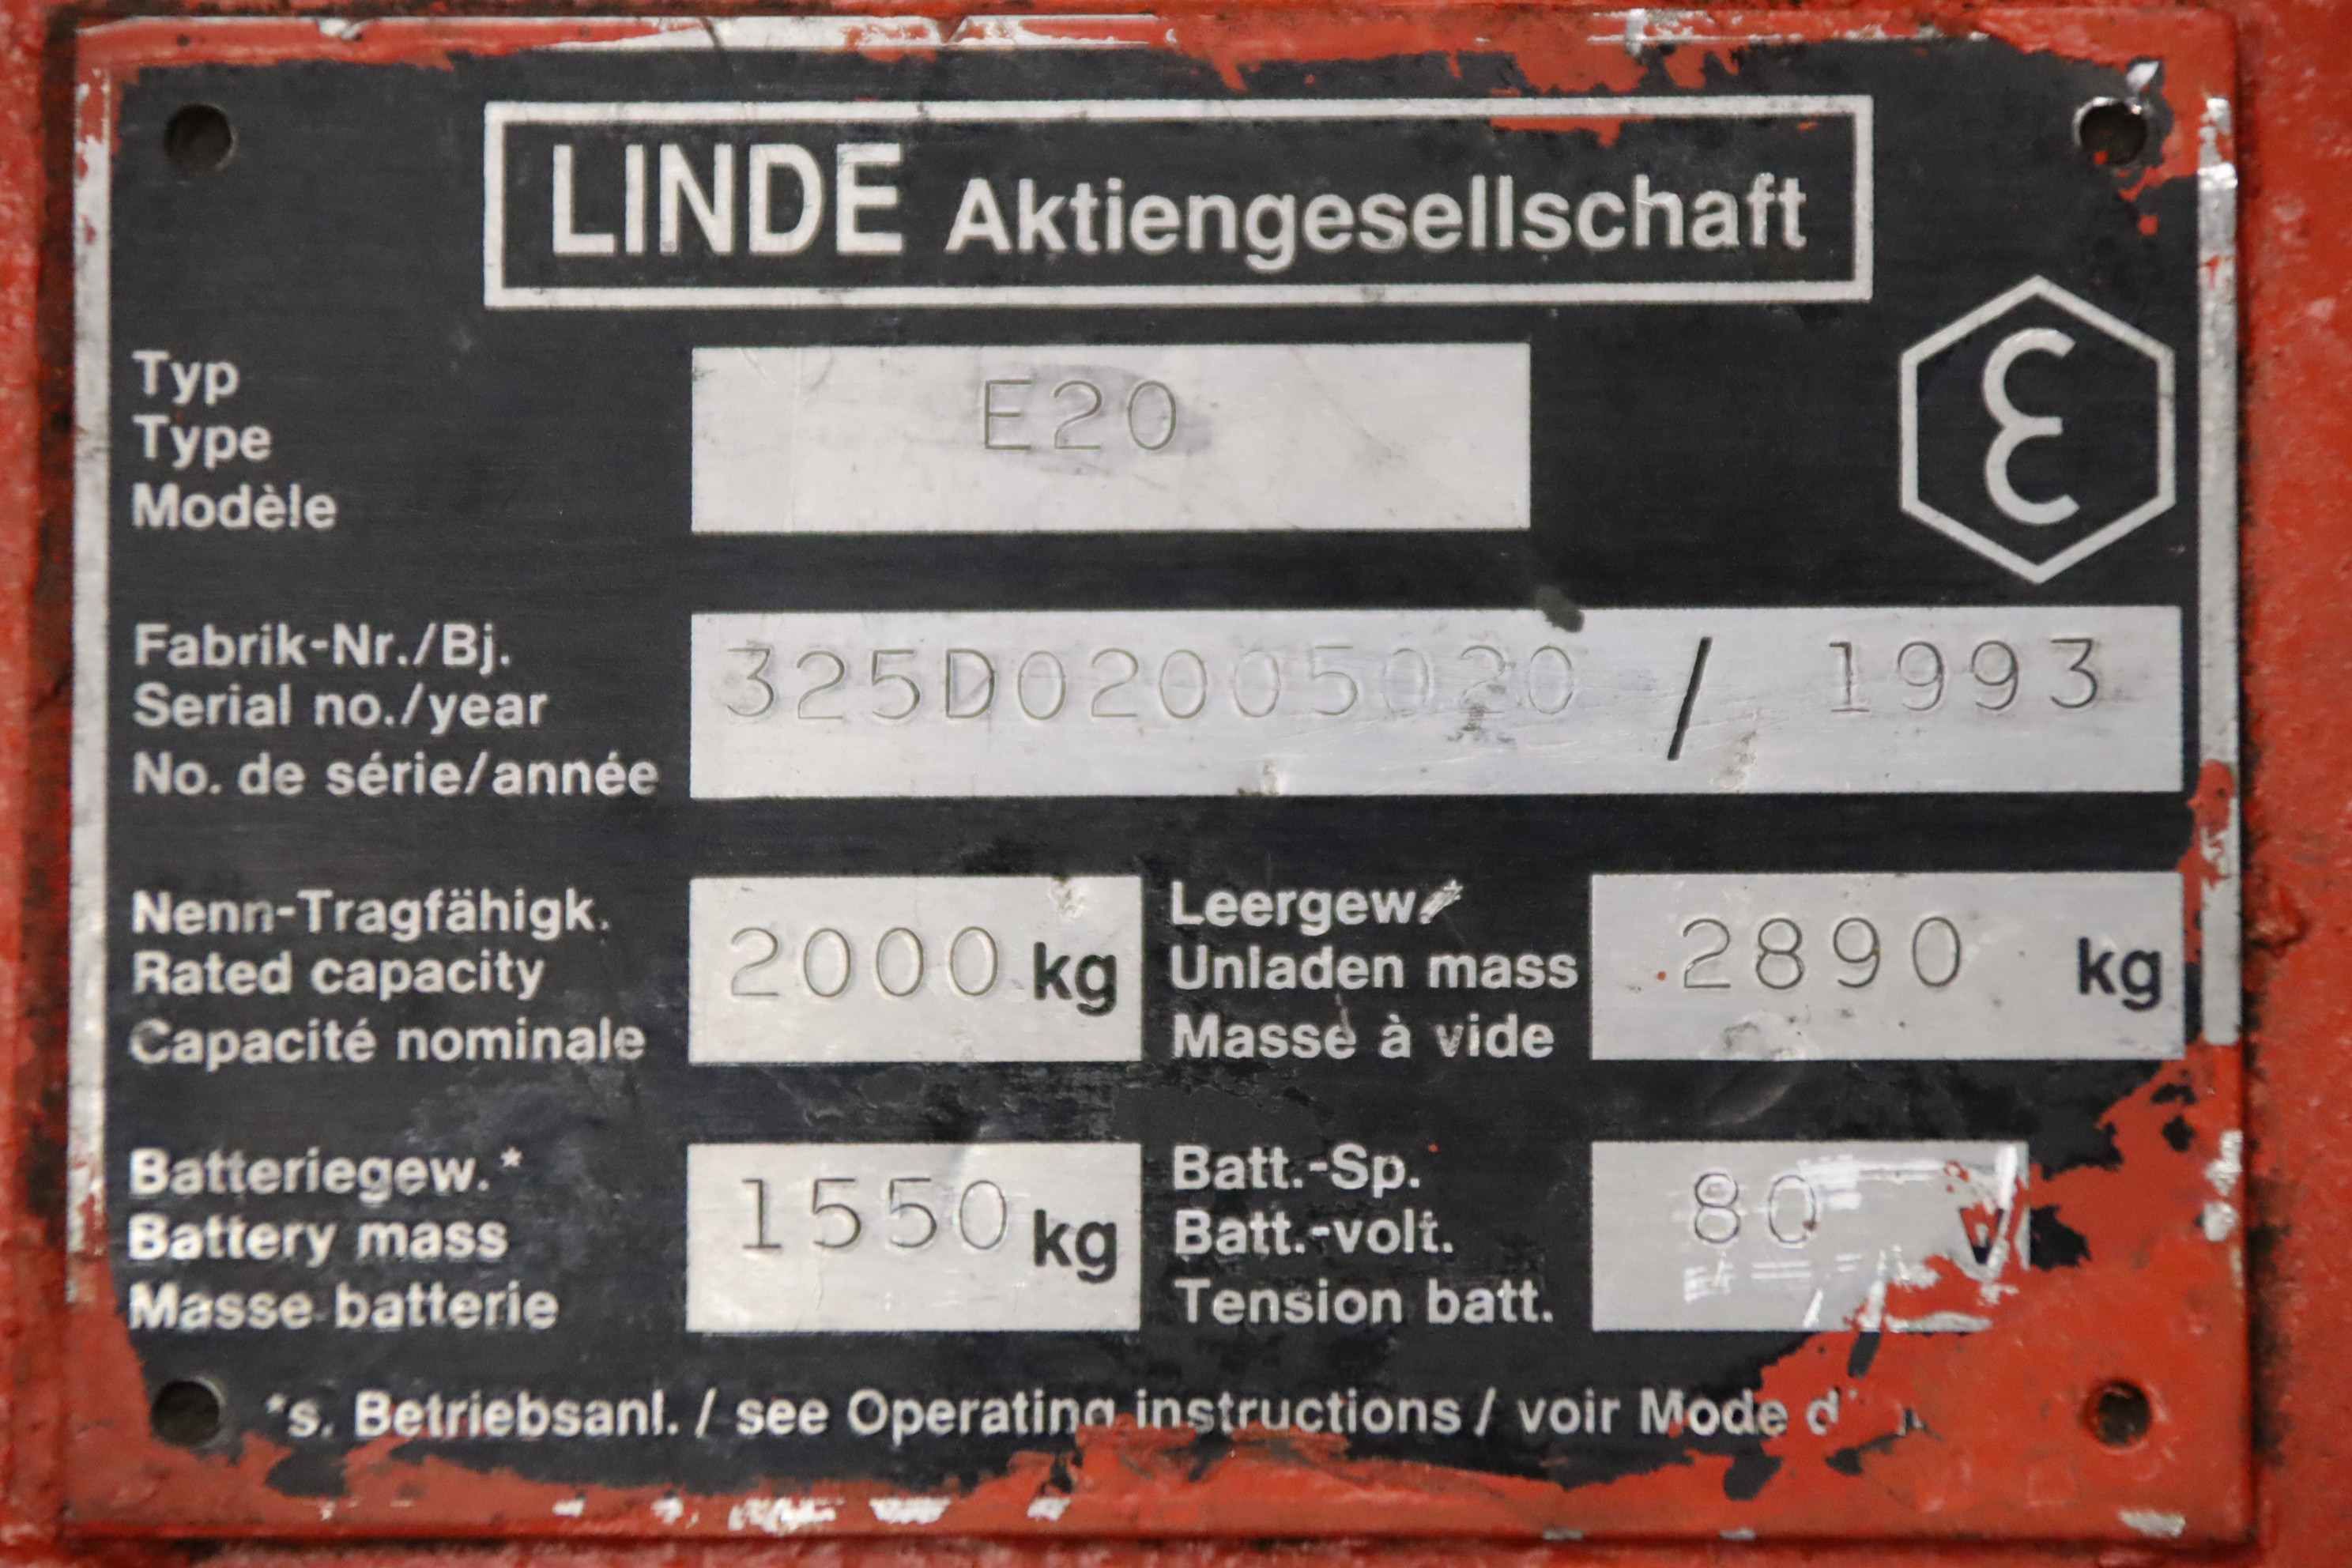 LINDE Aktiengesellschaft
Typ
Type
Modèle
E20
ε
Fabrik-Nr./Bj.
Serial no./year
No. de série/année
325D02005020 / 1993
Nenn-Tragfähigk.
Rated capacity
Capacité nominale
2000 kg
Leergew.*
Unladen mass
Masse à vide
2890 kg
Batteriegew.*
Battery mass
Masse batterie
1550 kg
Batt.-Sp.
Batt.-volt.
Tension batt.
80 V
*s. Betriebsanl. / see Operating instructions / voir Mode